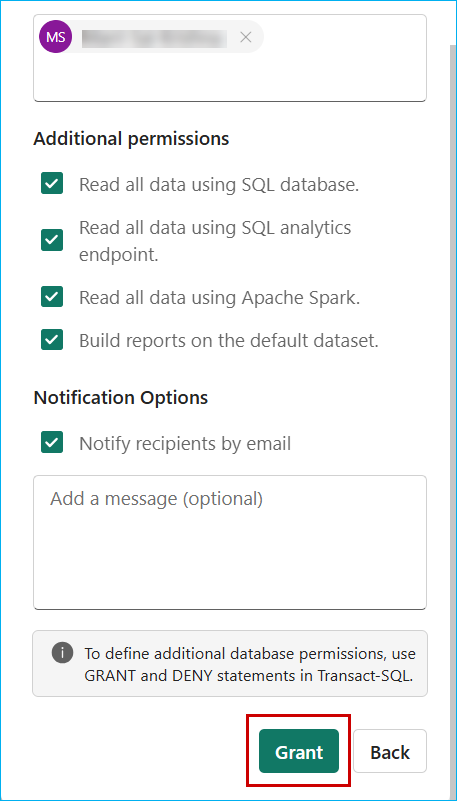 MS
Additional permissions
Read all data using SQL database.
Read all data using SQL analytics
endpoint.
Read all data using Apache Spark.
Build reports on the default dataset.
Notification Options
Notify recipients by email
Add a message (optional)
To define additional database permissions, use
GRANT and DENY statements in Transact-SQL.
Grant
Back